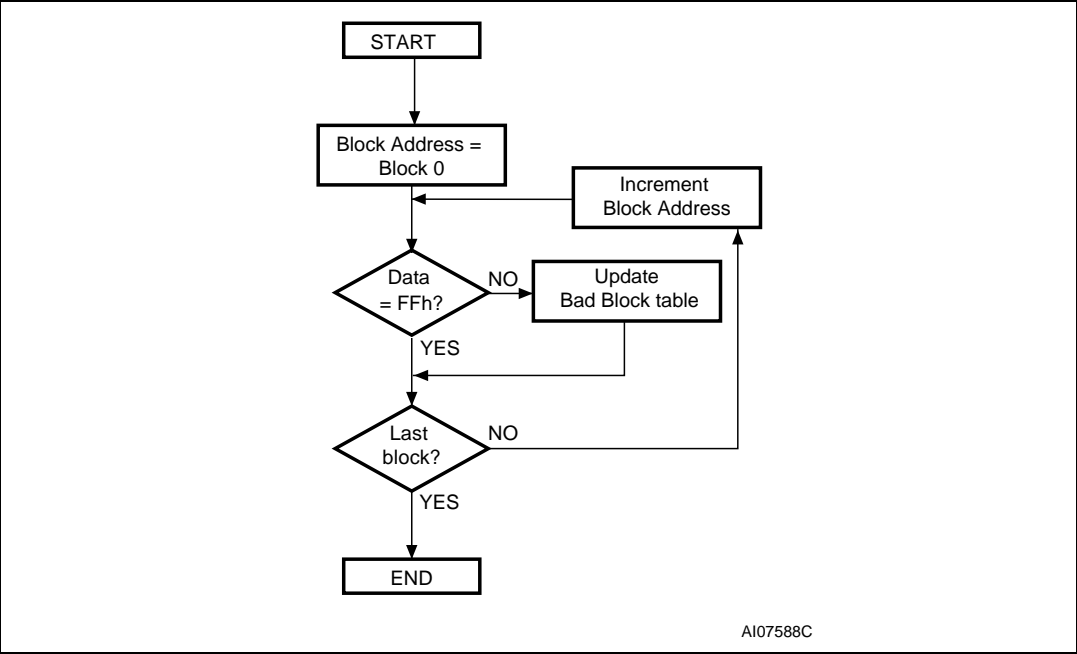 START
Block Address =
Block 0
Increment
Block Address
Data
= FFh?
NO
Update
Bad Block table
YES
Last
block?
NO
YES
END
AI07588C